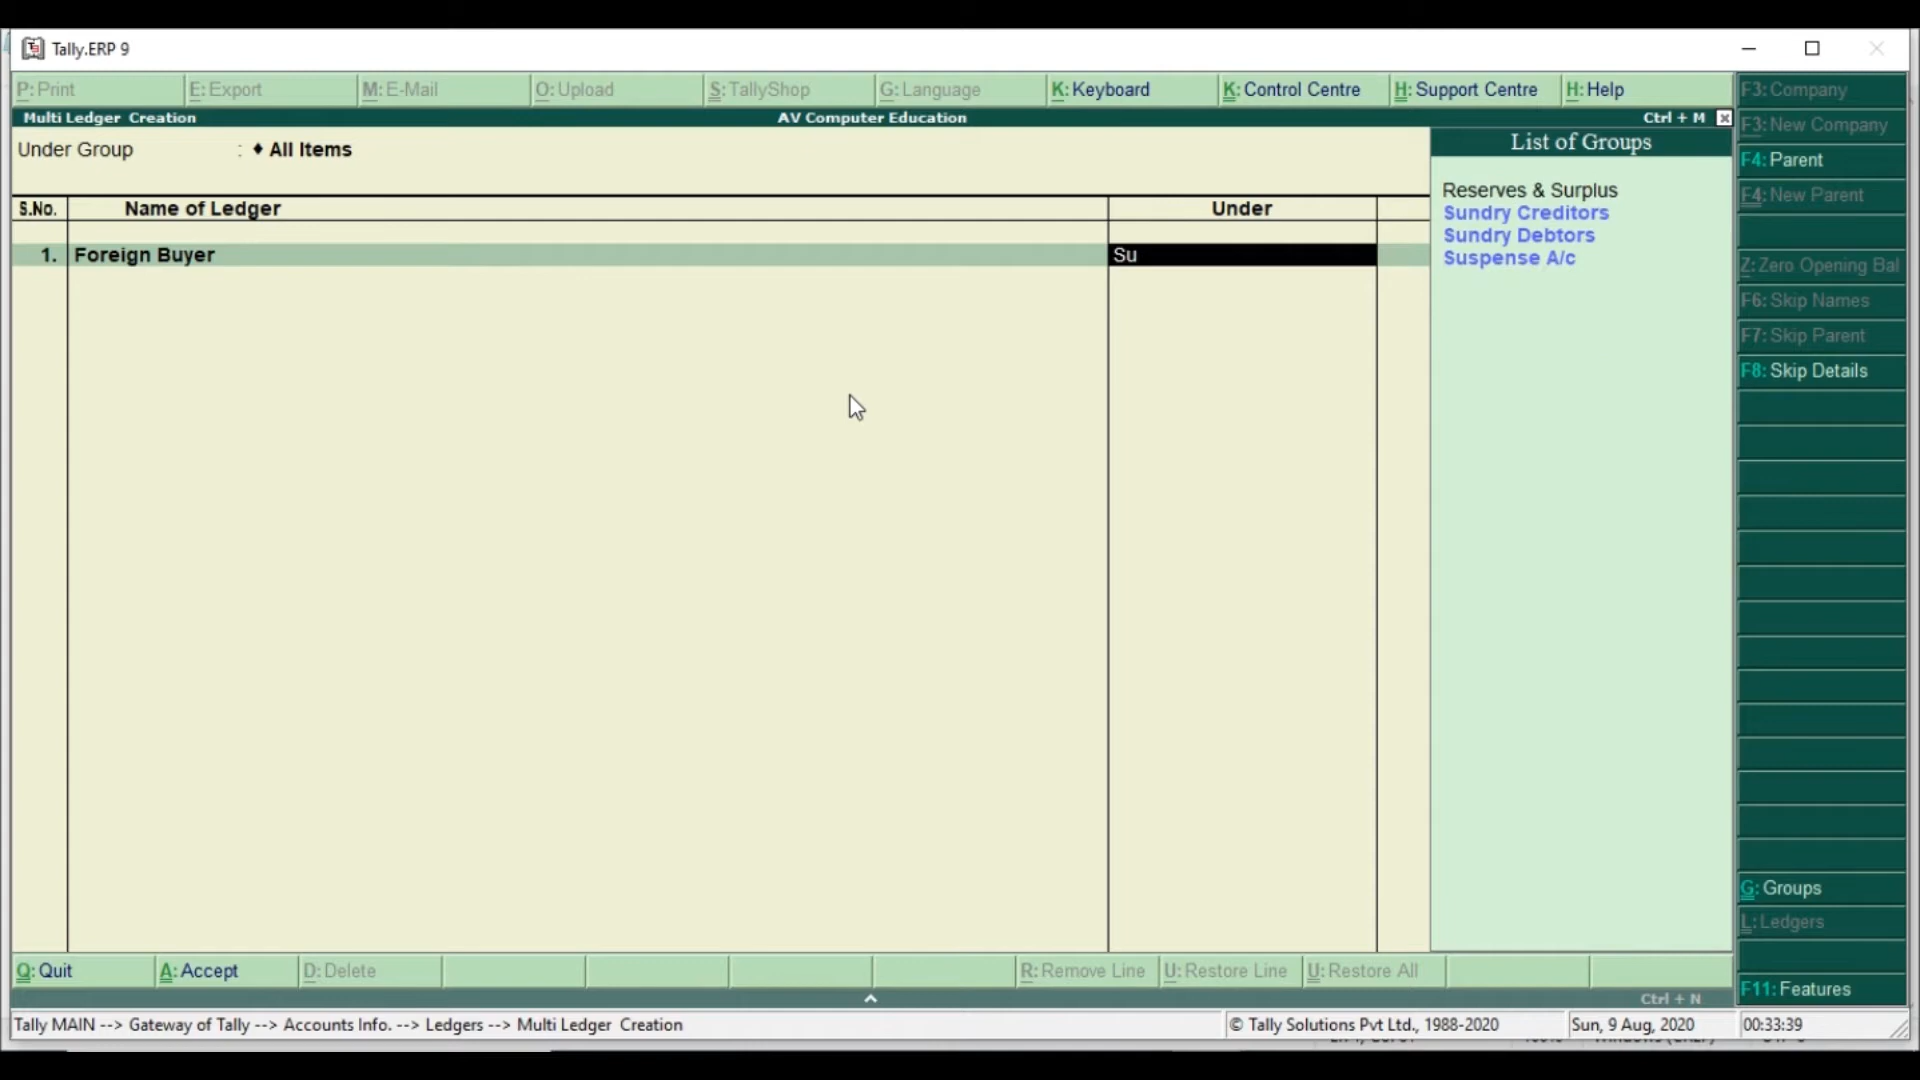 Tally.ERP 9
P: Print E: Export M: E-Mail O: Upload S: TallyShop G: Language K: Keyboard K: Control Centre H: Support Centre H: Help
Multi Ledger Creation AV Computer Education Ctrl + M
Under Group : ♦ All Items
S.No. Name of Ledger Under
1. Foreign Buyer Su
List of Groups
Reserves & Surplus
Sundry Creditors
Sundry Debtors
Suspense A/c
F3: Company
F3: New Company
F4: Parent
F4: New Parent
Z: Zero Opening Bal
F6: Skip Names
F7: Skip Parent
F8: Skip Details
G: Groups
L: Ledgers
F11: Features
Q: Quit A: Accept D: Delete R: Remove Line U: Restore Line U: Restore All
Ctrl + N
Tally MAIN --> Gateway of Tally --> Accounts Info. --> Ledgers --> Multi Ledger Creation © Tally Solutions Pvt Ltd., 1988-2020 Sun, 9 Aug, 2020 00:33:39